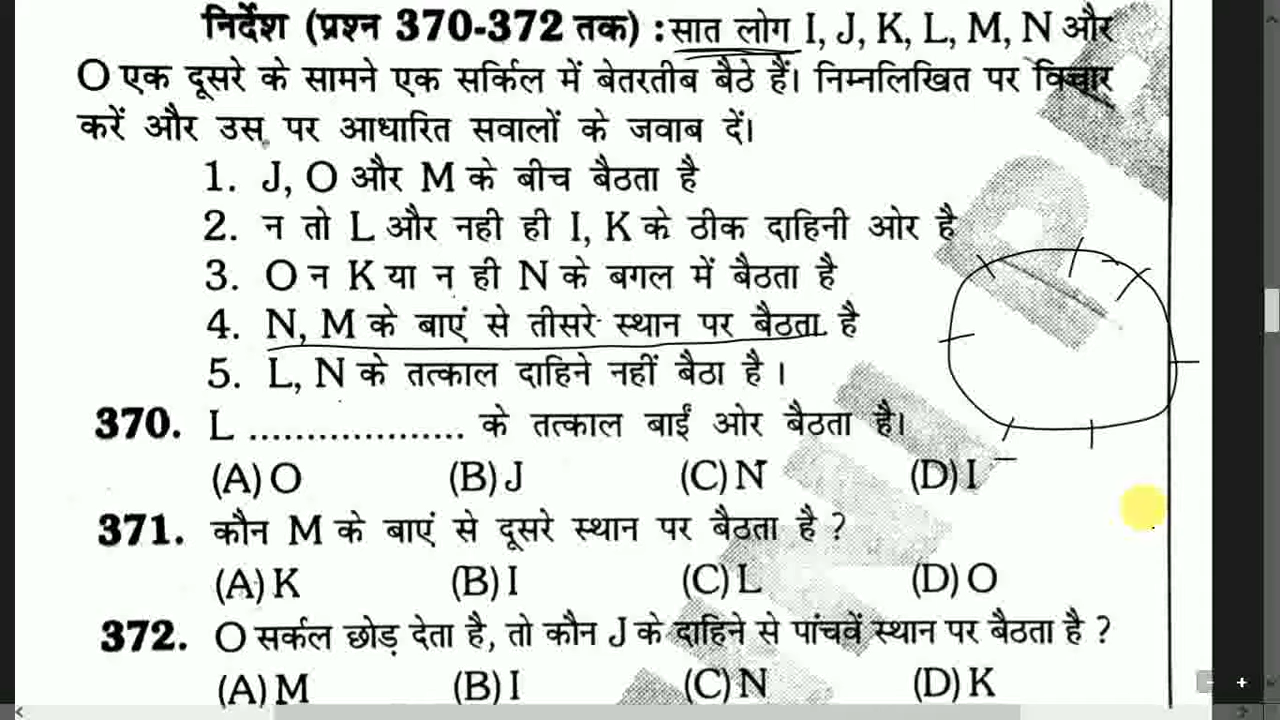 निर्देश (प्रश्न 370-372 तक) : सात लोग I, J, K, L, M, N और
O एक दूसरे के सामने एक सर्किल में बेतरतीब बैठे हैं। निम्नलिखित पर विचार
करें और उस पर आधारित सवालों के जवाब दें।
1. J, O और M के बीच बैठता है
2. न तो L और नही ही I, K के ठीक दाहिनी ओर है
3. O न K या न ही N के बगल में बैठता है
4. N, M के बाएं से तीसरे स्थान पर बैठता है
5. L, N के तत्काल दाहिने नहीं बैठा है ।
370. L .................... के तत्काल बाईं ओर बैठता है।
(A) O (B) J (C) N (D) I
371. कौन M के बाएं से दूसरे स्थान पर बैठता है ?
(A) K (B) I (C) L (D) O
372. O सर्कल छोड़ देता है, तो कौन J के दाहिने से पांचवें स्थान पर बैठता है ?
(A) M (B) I (C) N (D) K